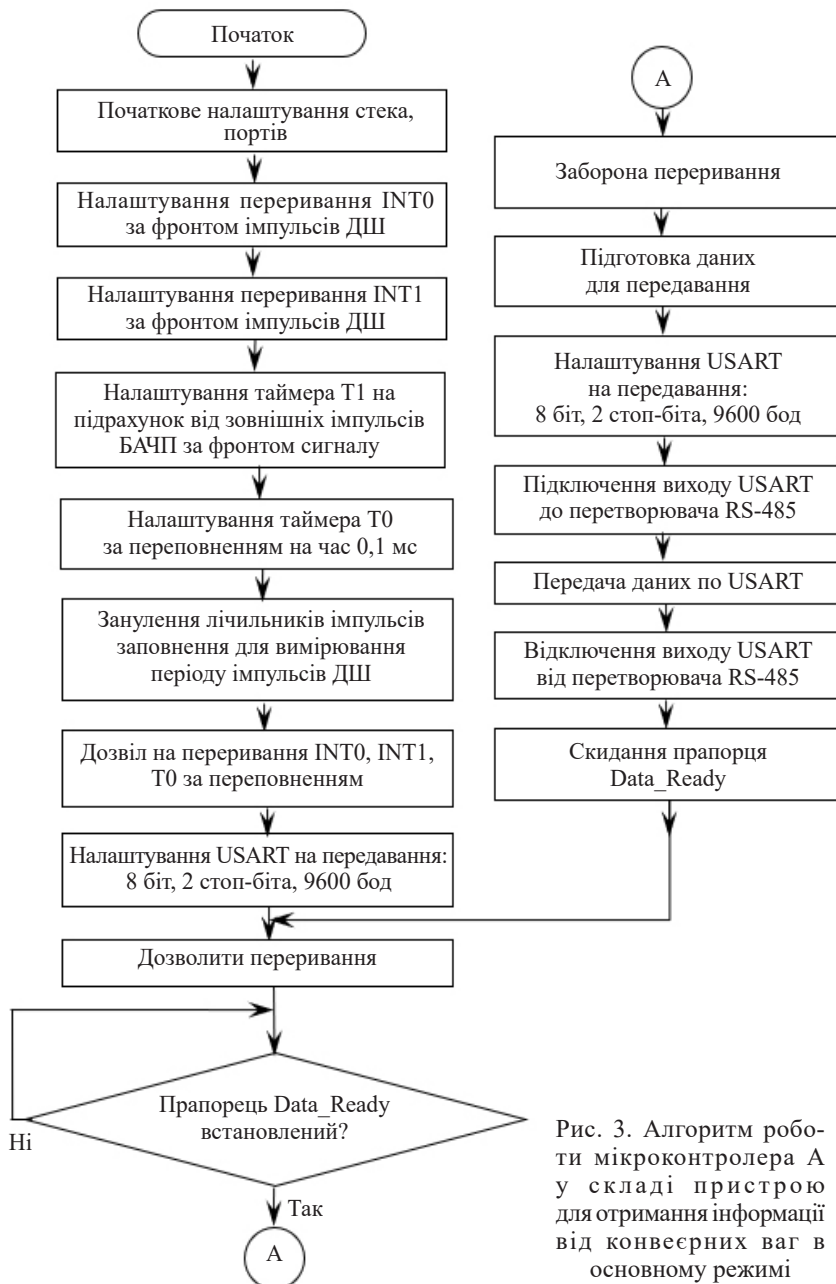 Початок
Початкове налаштування стека,
портів
Налаштування переривання INT0
за фронтом імпульсів ДШ
Налаштування переривання INT1
за фронтом імпульсів ДШ
Налаштування таймера Т1 на
підрахунок від зовнішніх імпульсів
БАЧП за фронтом сигналу
Налаштування таймера Т0
за переповненням на час 0,1 мс
Занулення лічильників імпульсів
заповнення для вимірювання
періоду імпульсів ДШ
Дозвіл на переривання INT0, INT1,
Т0 за переповненням
Налаштування USART на передавання:
8 біт, 2 стоп-біта, 9600 бод
Дозволити переривання
Прапорець Data_Ready
встановлений?
Ні
Так
А
А
Заборона переривання
Підготовка даних
для передавання
Налаштування USART
на передавання:
8 біт, 2 стоп-біта, 9600 бод
Підключення виходу USART
до перетворювача RS-485
Передача даних по USART
Відключення виходу USART
від перетворювача RS-485
Скидання прапорця
Data_Ready
Рис. 3. Алгоритм робо-
ти мікроконтролера А
у складі пристрою
для отримання інформації
від конвеєрних ваг в
основному режимі